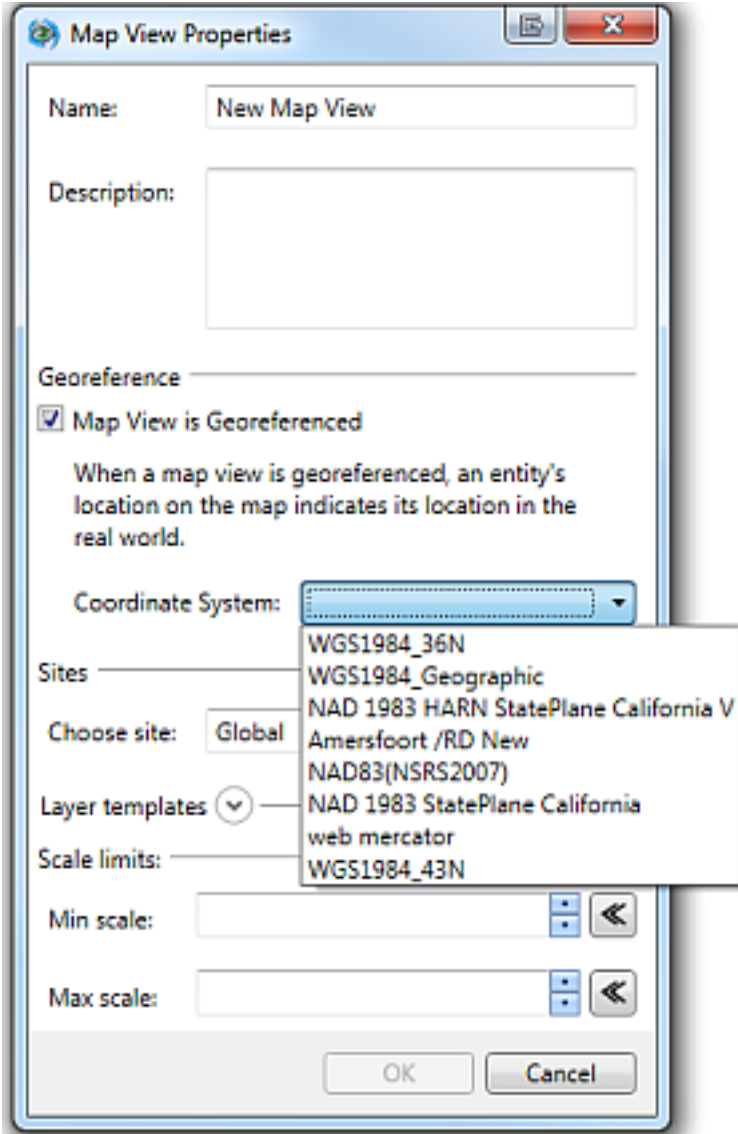 Map View Properties
Name:
New Map View
Description:
Georeference
Map View is Georeferenced
When a map view is georeferenced, an entity's
location on the map indicates its location in the
real world.
Coordinate System:
WGS1984_36N
WGS1984_Geographic
NAD 1983 HARN StatePlane California V
Amersfoort /RD New
NAD83(NSRS2007)
NAD 1983 StatePlane California
web mercator
WGS1984_43N
Sites
Choose site:
Global
Layer templates
Scale limits:
Min scale:
Max scale:
OK
Cancel